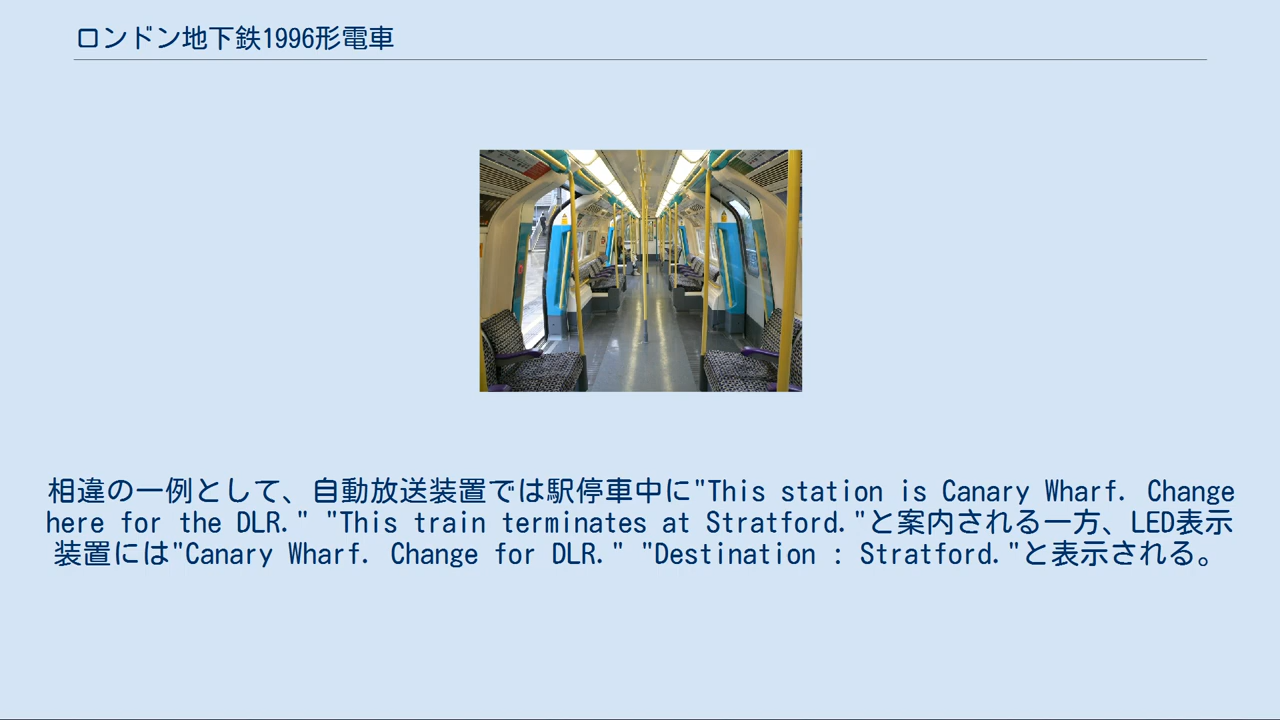 ロンドン地下鉄1996形電車
相違の一例として、自動放送装置では駅停車中に"This station is Canary Wharf. Change
here for the DLR." "This train terminates at Stratford."と案内される一方、LED表示
装置には"Canary Wharf. Change for DLR." "Destination : Stratford."と表示される。